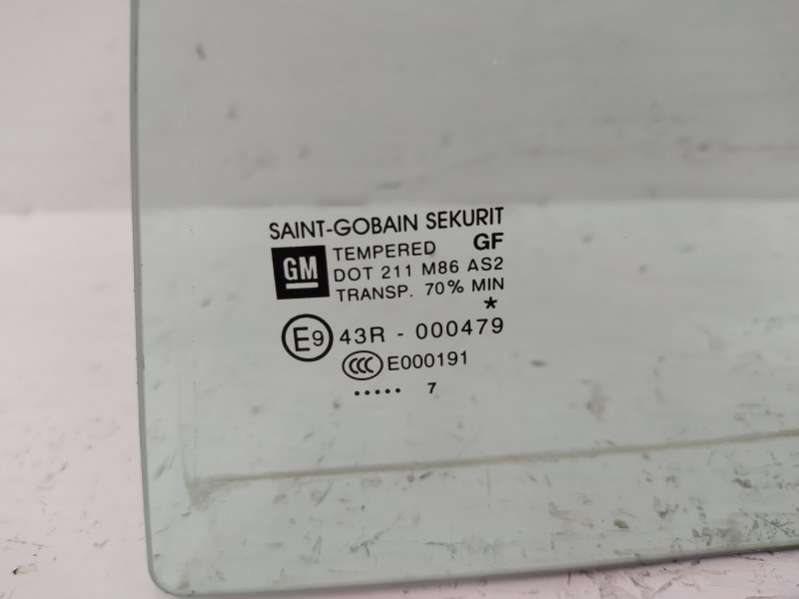 SAINT-GOBAIN SEKURIT
GM TEMPERED GF
DOT 211 M86 AS2
TRANSP. 70% MIN
*
E9 43R - 000479
CCC E000191
..... 7